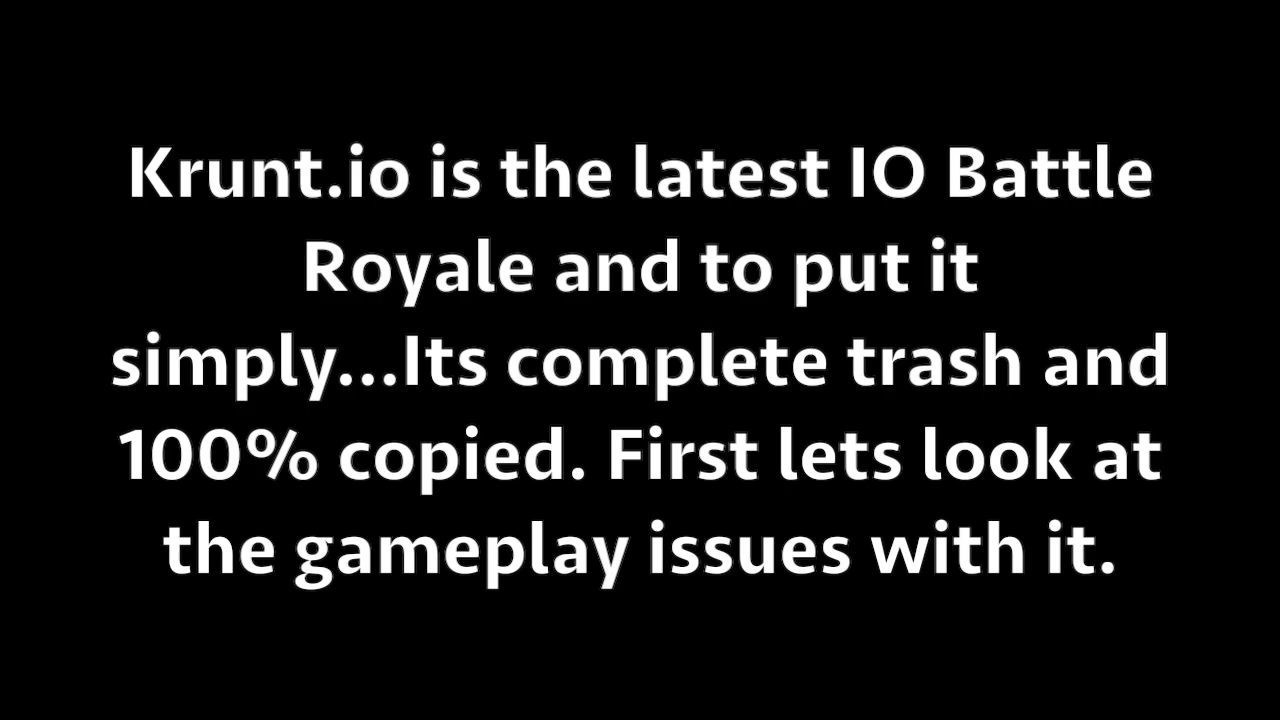 Krunt.io is the latest IO Battle
Royale and to put it
simply...Its complete trash and
100% copied. First lets look at
the gameplay issues with it.